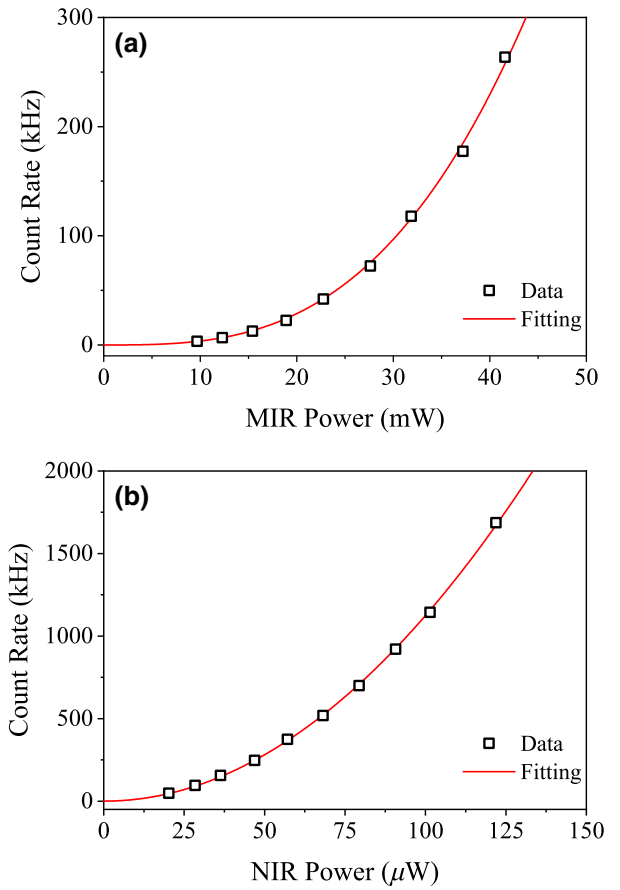 (a)
300
200
100
0
Count Rate (kHz)
Data
Fitting
0 10 20 30 40 50
MIR Power (mW)
(b)
2000
1500
1000
500
0
Count Rate (kHz)
Data
Fitting
0 25 50 75 100 125 150
NIR Power (μW)